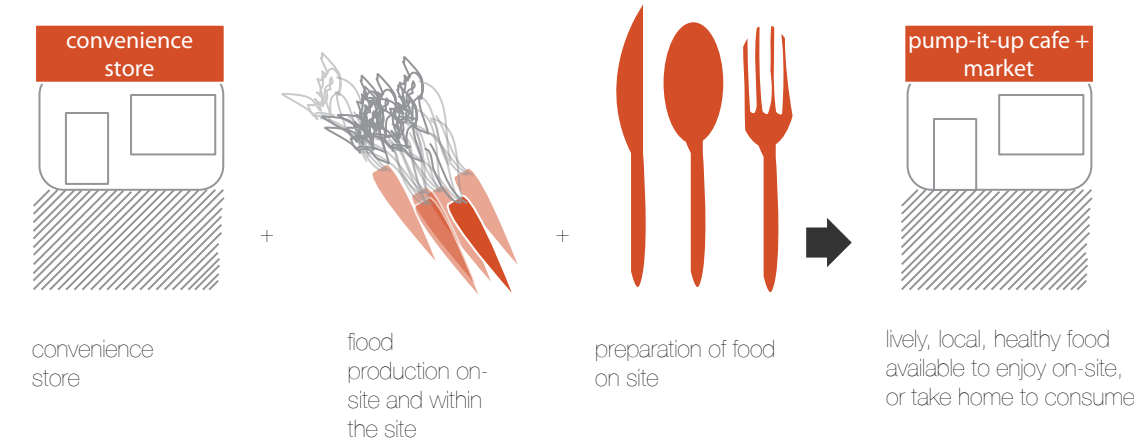 convenience
store
+
+
pump-it-up cafe +
market
convenience
store
flood
production on-
site and within
the site
preparation of food
on site
lively, local, healthy food
available to enjoy on-site,
or take home to consume